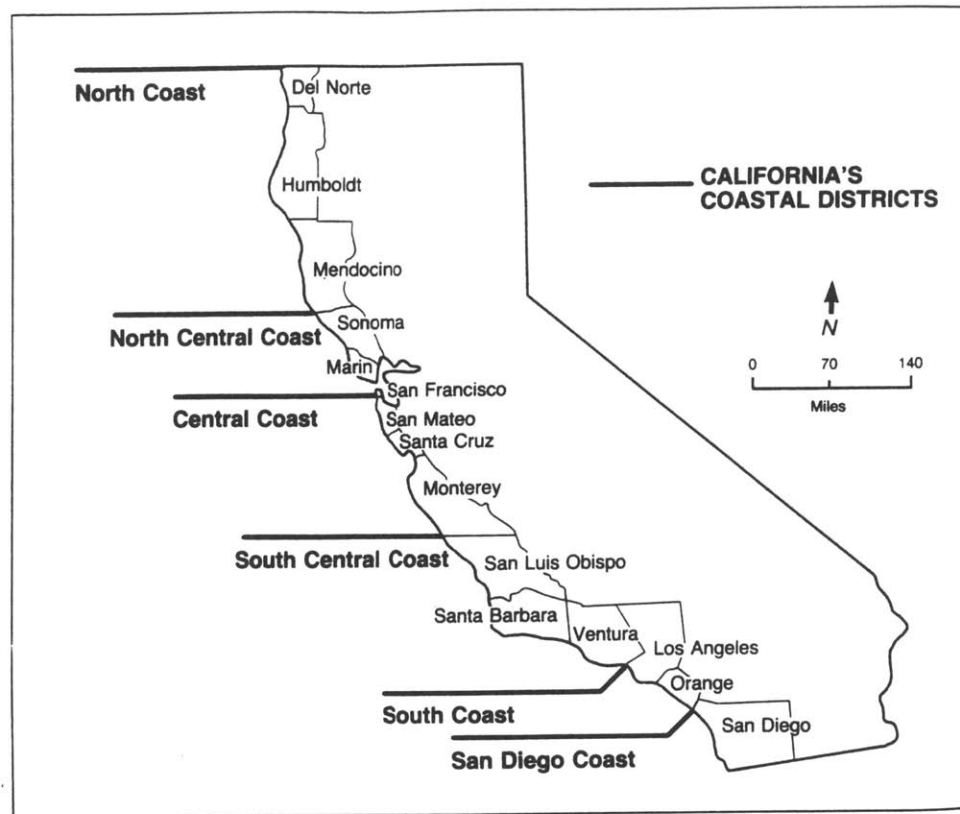 North Coast
Del Norte
Humboldt
CALIFORNIA'S
COASTAL DISTRICTS
Mendocino
N
North Central Coast
Sonoma
Marin
0 70 140
Miles
San Francisco
Central Coast
San Mateo
Santa Cruz
Monterey
South Central Coast
San Luis Obispo
Santa Barbara
Ventura
Los Angeles
Orange
South Coast
San Diego
San Diego Coast